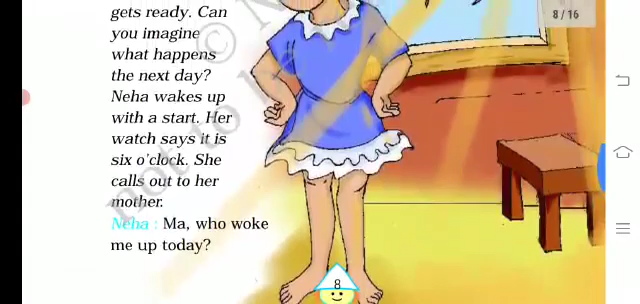 gets ready. Can
you imagine
what happens
the next day?
Neha wakes up
with a start. Her
watch says it is
six o'clock. She
calls out to her
mother.
Neha : Ma, who woke
me up today?
8
8 / 16
not to
©